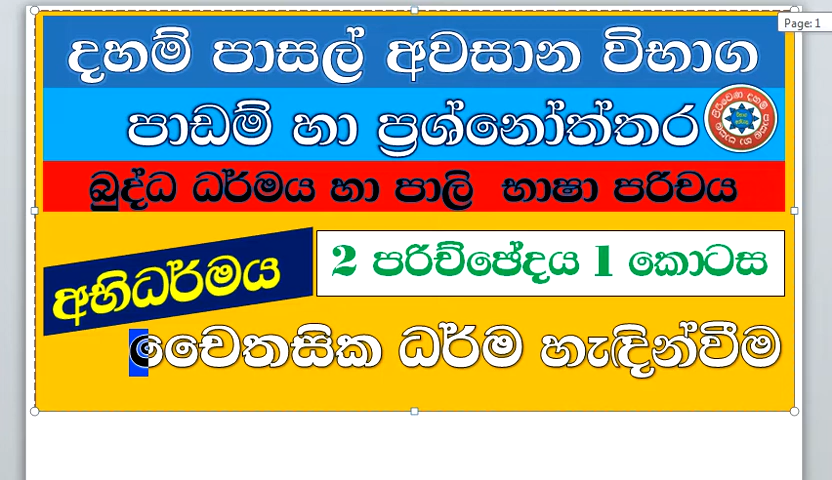 Page: 1
දහම් පාසල් අවසාන විභාග
පාඩම් හා ප්‍රශ්නෝත්තර
බුද්ධ ධර්මය හා පාලි භාෂා පරිචය
අභිධර්මය
2 පරිච්ඡේදය 1 කොටස
චෛතසික ධර්ම හැඳින්වීම